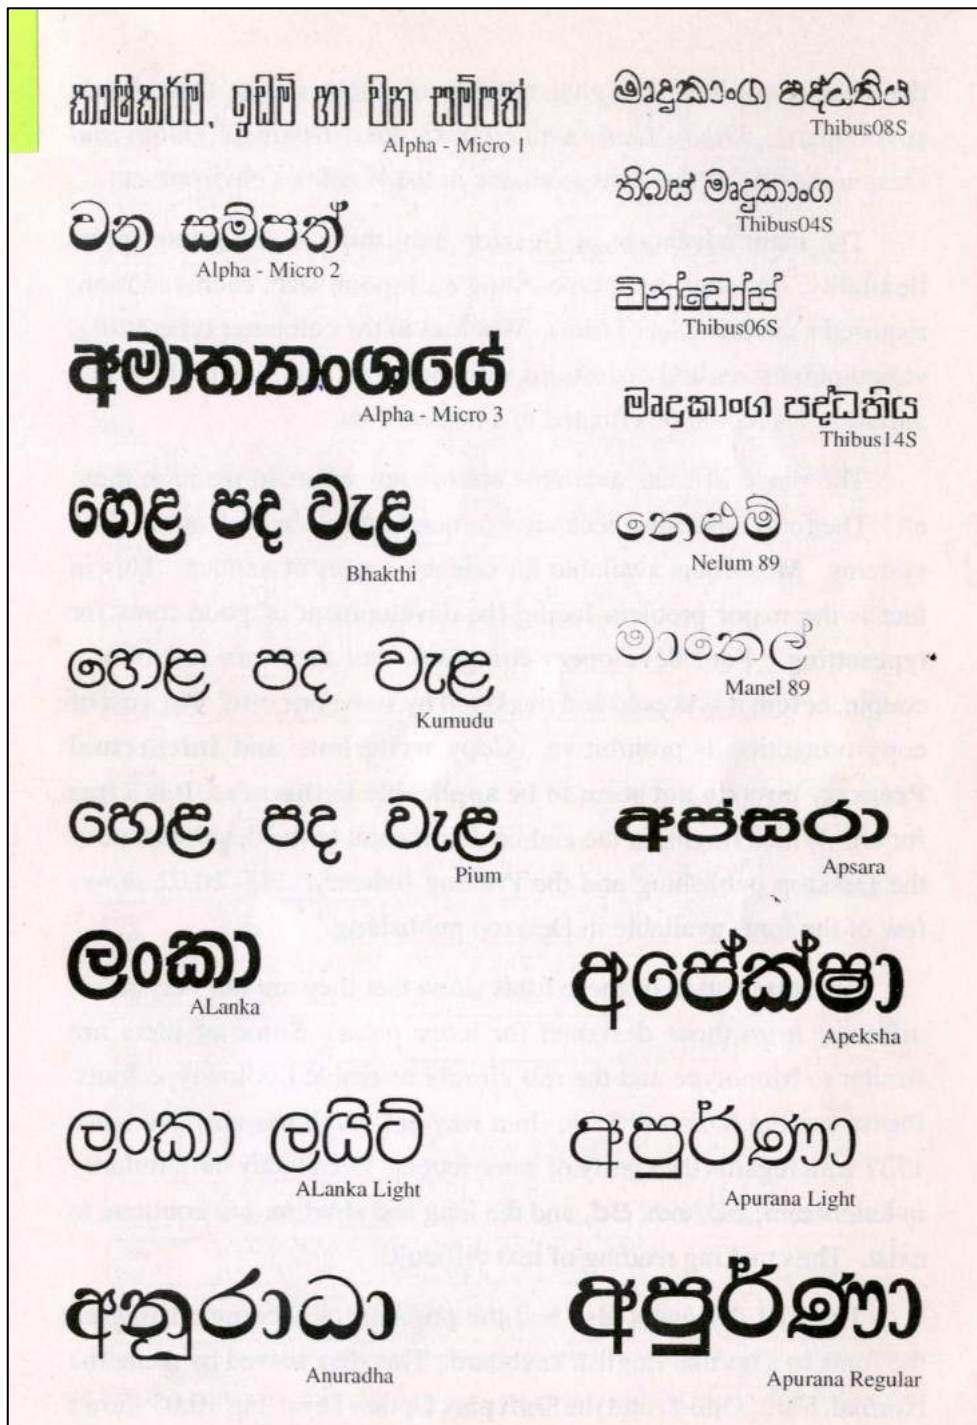 කෘෂිකර්ම, ඉඩම් හා වන සම්පත්
Alpha - Micro 1
වන සම්පත්
Alpha - Micro 2
අමාත්‍යාංශයේ
Alpha - Micro 3
හෙළ පද වැළ
Bhakthi
හෙළ පද වැළ
Kumudu
හෙළ පද වැළ
Pium
ලංකා
ALanka
ලංකා ලයිට්
ALanka Light
අනුරාධා
Anuradha
මෘදුකාංග පද්ධතිය
Thibus08S
තිබස් මෘදුකාංග
Thibus04S
වින්ඩෝස්
Thibus06S
මෘදුකාංග පද්ධතිය
Thibus14S
නෙළුම්
Nelum 89
මානෙල්
Manel 89
අප්සරා
Apsara
අපේක්ෂා
Apeksha
අපූර්ණා
Apurana Light
අපූර්ණා
Apurana Regular